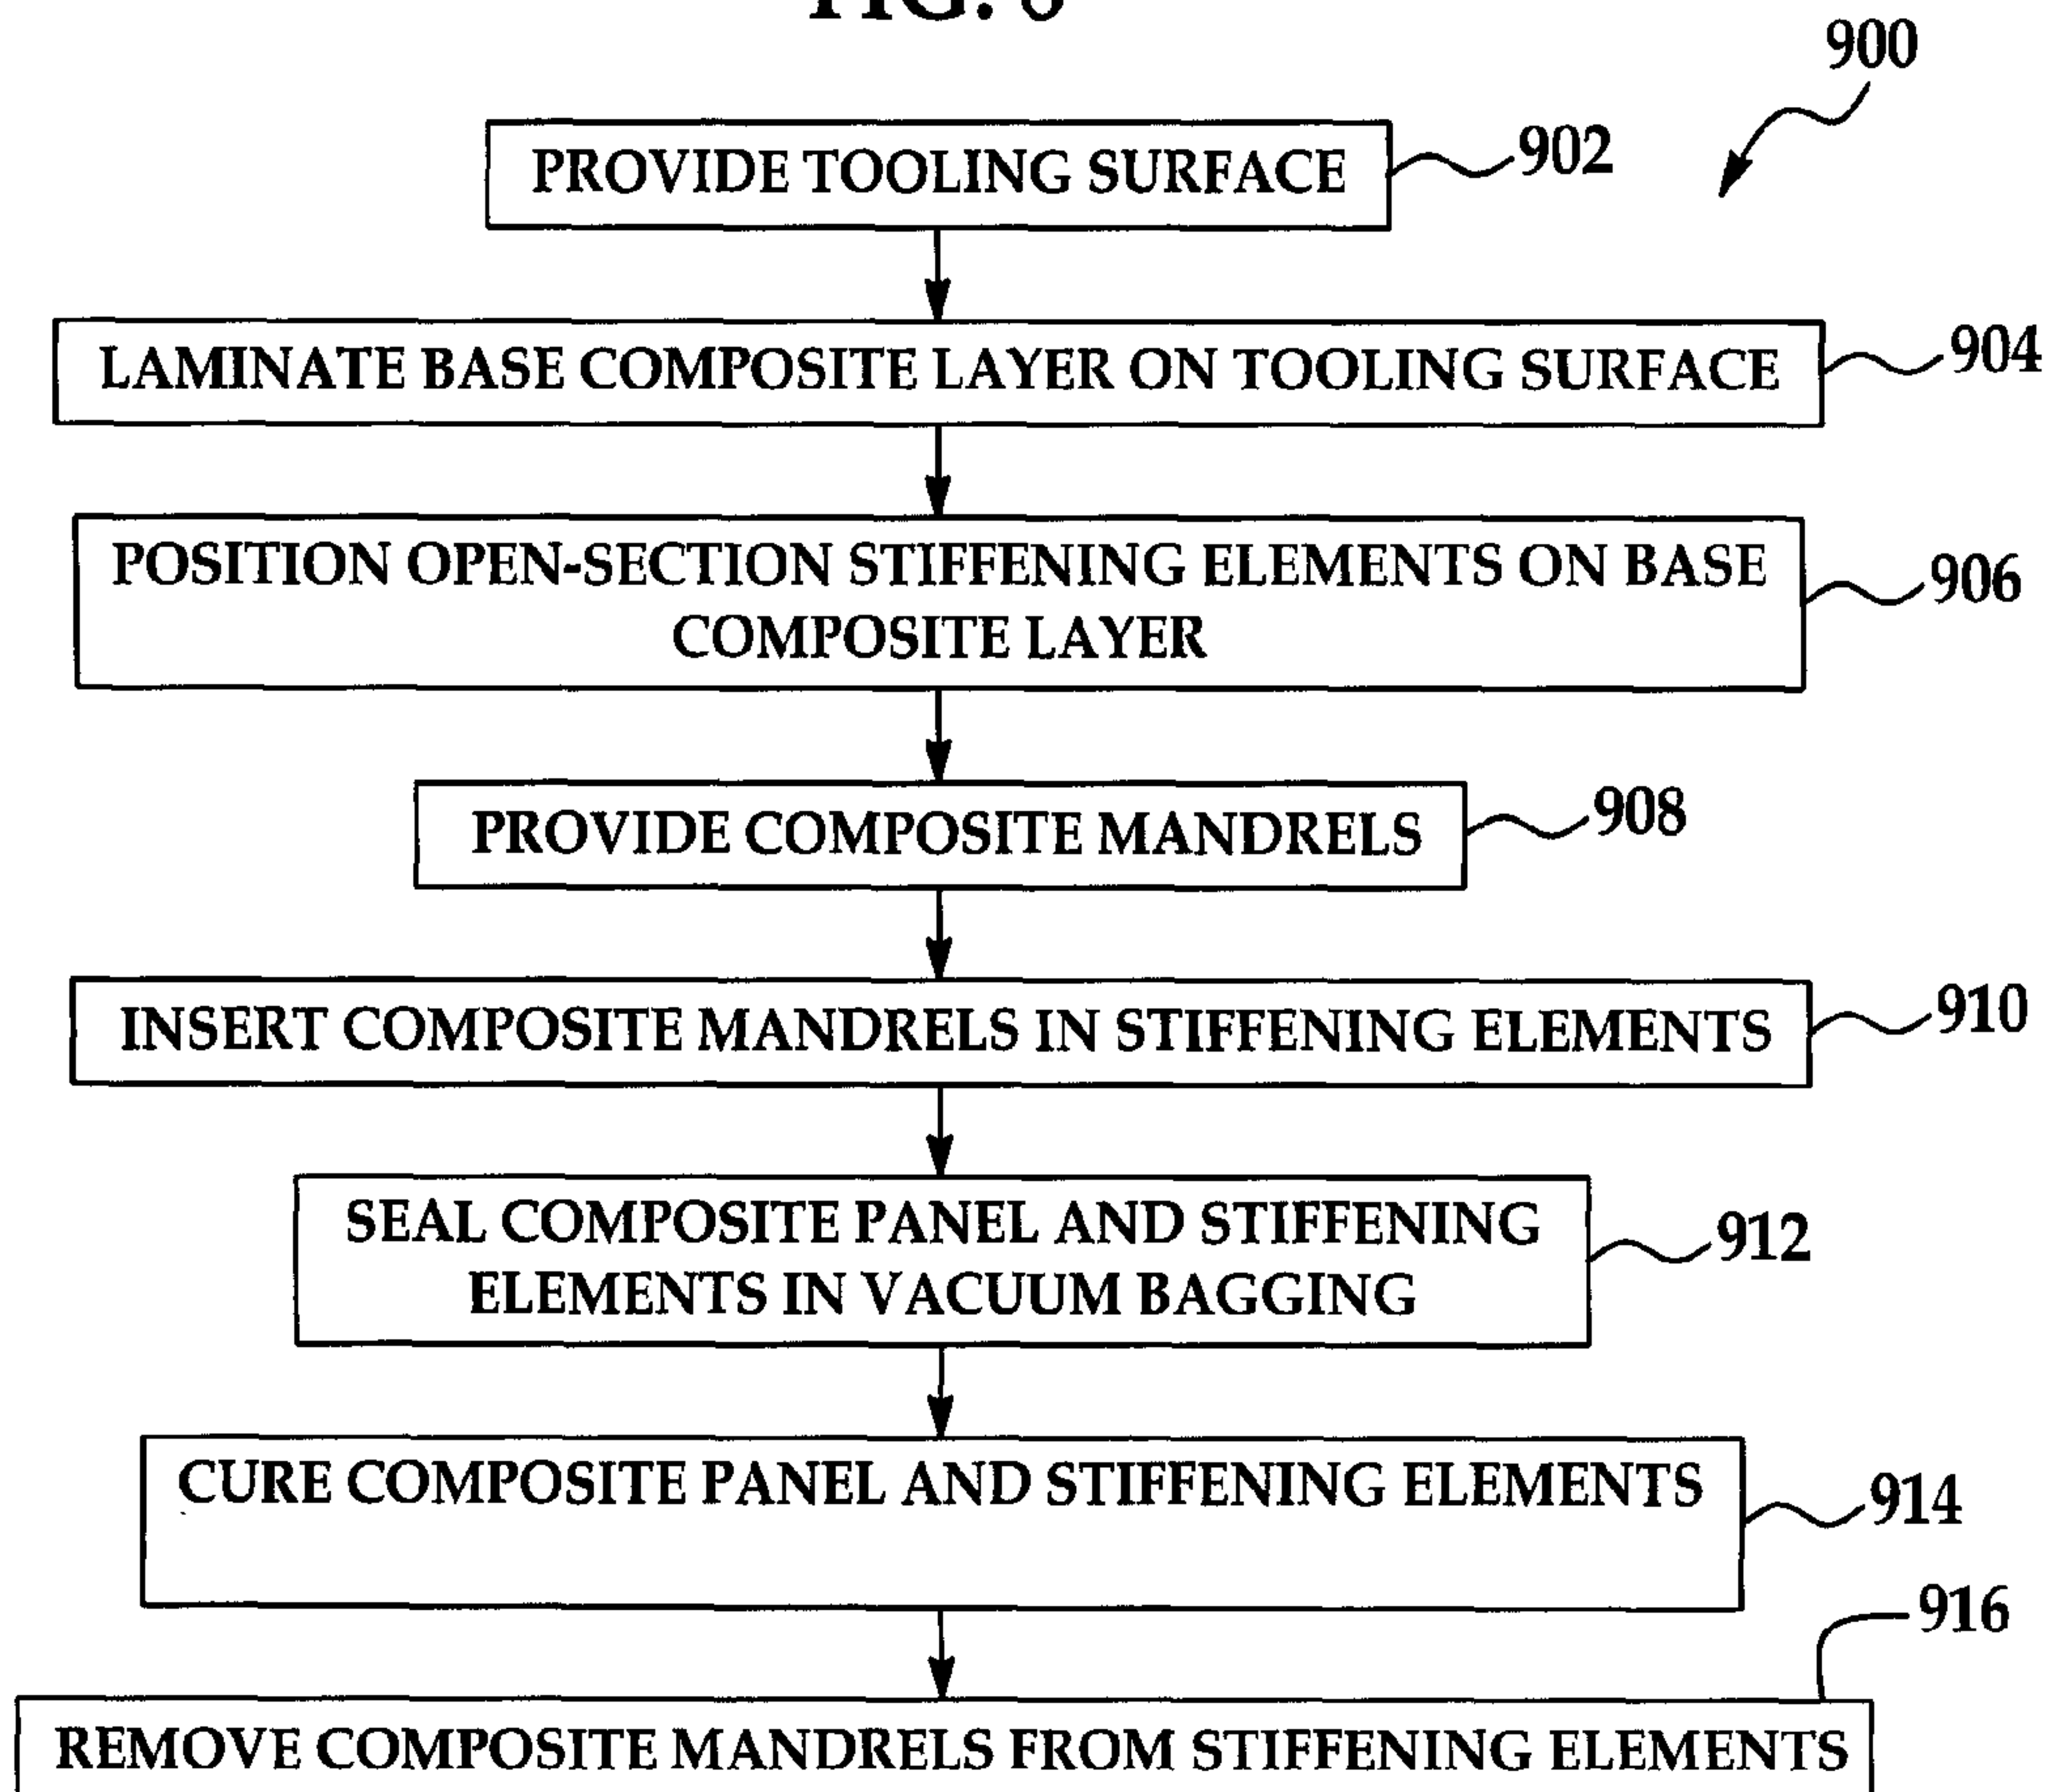 FIG. 8
900
PROVIDE TOOLING SURFACE
902
LAMINATE BASE COMPOSITE LAYER ON TOOLING SURFACE
904
POSITION OPEN-SECTION STIFFENING ELEMENTS ON BASE
COMPOSITE LAYER
906
PROVIDE COMPOSITE MANDRELS
908
INSERT COMPOSITE MANDRELS IN STIFFENING ELEMENTS
910
SEAL COMPOSITE PANEL AND STIFFENING
ELEMENTS IN VACUUM BAGGING
912
CURE COMPOSITE PANEL AND STIFFENING ELEMENTS
914
916
REMOVE COMPOSITE MANDRELS FROM STIFFENING ELEMENTS